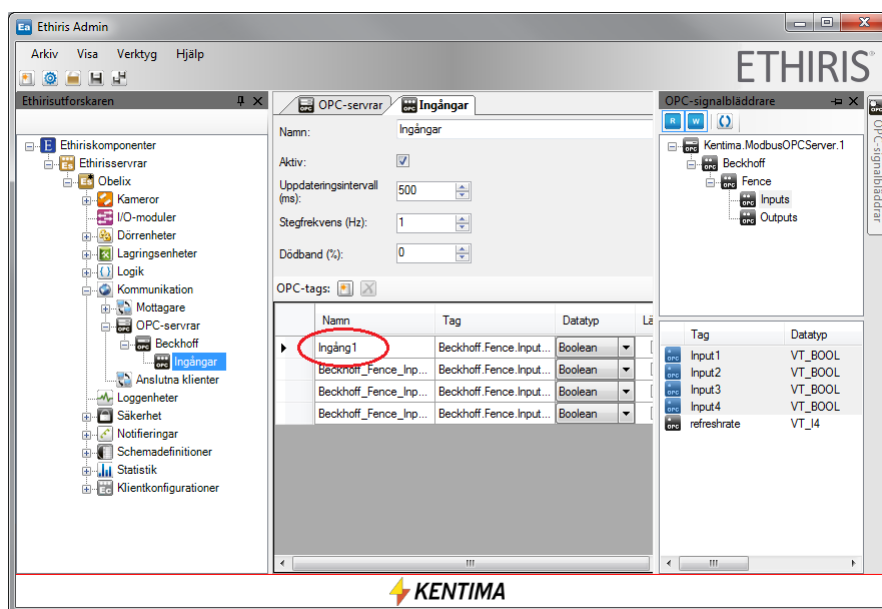 Ethiris Admin
Arkiv Visa Verktyg Hjälp
ETHIRIS
Ethirisutforskaren
Ethiriskomponenter
Ethirisservrar
Obelix
Kameror
I/O-moduler
Dörrenheter
Lagringsenheter
Logik
Kommunikation
Mottagare
OPC-servrar
Beckhoff
Ingångar
Anslutna klienter
Loggenheter
Säkerhet
Notifieringar
Schemadefinitioner
Statistik
Klientkonfigurationer
OPC-servrar Ingångar
Namn: Ingångar
Aktiv:
Uppdateringsintervall
(ms): 500
Stegfrekvens (Hz): 1
Dödband (%): 0
OPC-tags:
Namn Tag Datatyp Lä
Ingång1 Beckhoff.Fence.Input... Boolean
Beckhoff_Fence_Inp... Beckhoff.Fence.Input... Boolean
Beckhoff_Fence_Inp... Beckhoff.Fence.Input... Boolean
Beckhoff_Fence_Inp... Beckhoff.Fence.Input... Boolean
OPC-signalbläddrare
R W
Kentima.ModbusOPCServer.1
Beckhoff
Fence
Inputs
Outputs
Tag Datatyp
Input1 VT_BOOL
Input2 VT_BOOL
Input3 VT_BOOL
Input4 VT_BOOL
refreshrate VT_I4
OPC-signalbläddrar
KENTIMA